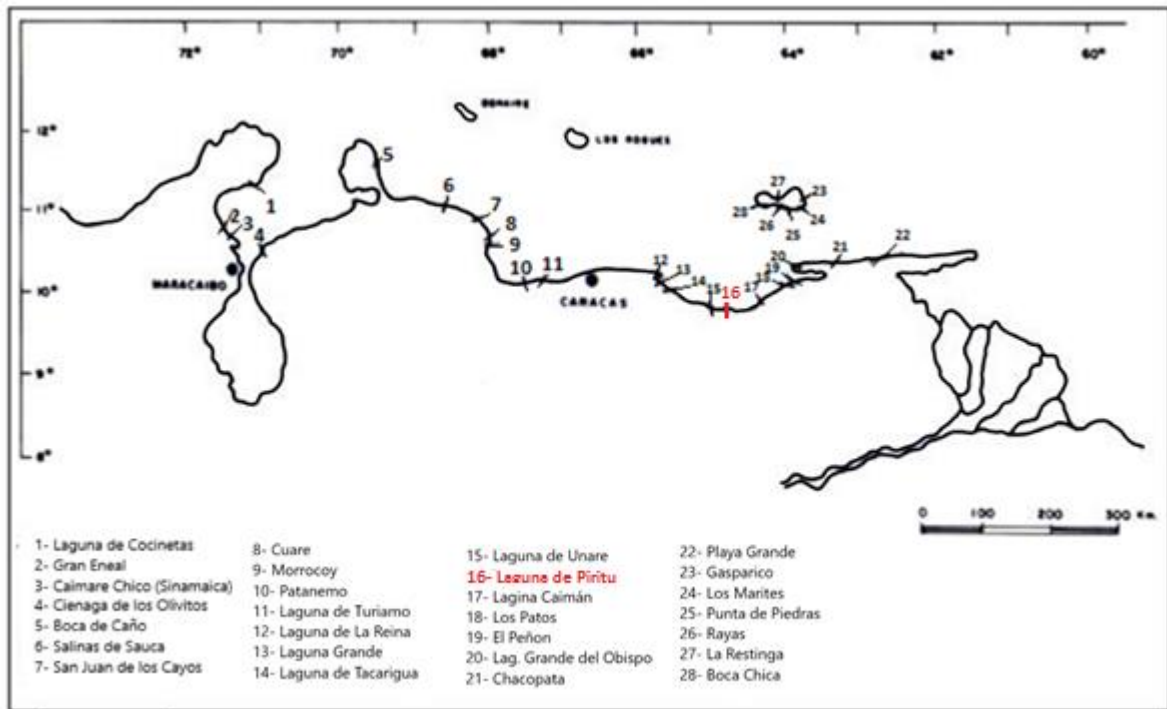 72° 70° 68° 66° 64° 62° 60°
12°
11°
10°
9°
8°
BONAIRE
LOS ROQUES
MARACAIBO
CARACAS
1
2
3
4
5
6
7
8
9
10
11
12
13
14
15
16
17
18
19
20
21
22
23
24
25
26
27
28
0 100 200 300 Km.
1- Laguna de Cocinetas
2- Gran Eneal
3- Caimare Chico (Sinamaica)
4- Cienaga de los Olivitos
5- Boca de Caño
6- Salinas de Sauca
7- San Juan de los Cayos
8- Cuare
9- Morrocoy
10- Patanemo
11- Laguna de Turiamo
12- Laguna de La Reina
13- Laguna Grande
14- Laguna de Tacarigua
15- Laguna de Unare
16- Laguna de Piritu
17- Lagina Caimán
18- Los Patos
19- El Peñon
20- Lag. Grande del Obispo
21- Chacopata
22- Playa Grande
23- Gasparico
24- Los Marites
25- Punta de Piedras
26- Rayas
27- La Restinga
28- Boca Chica